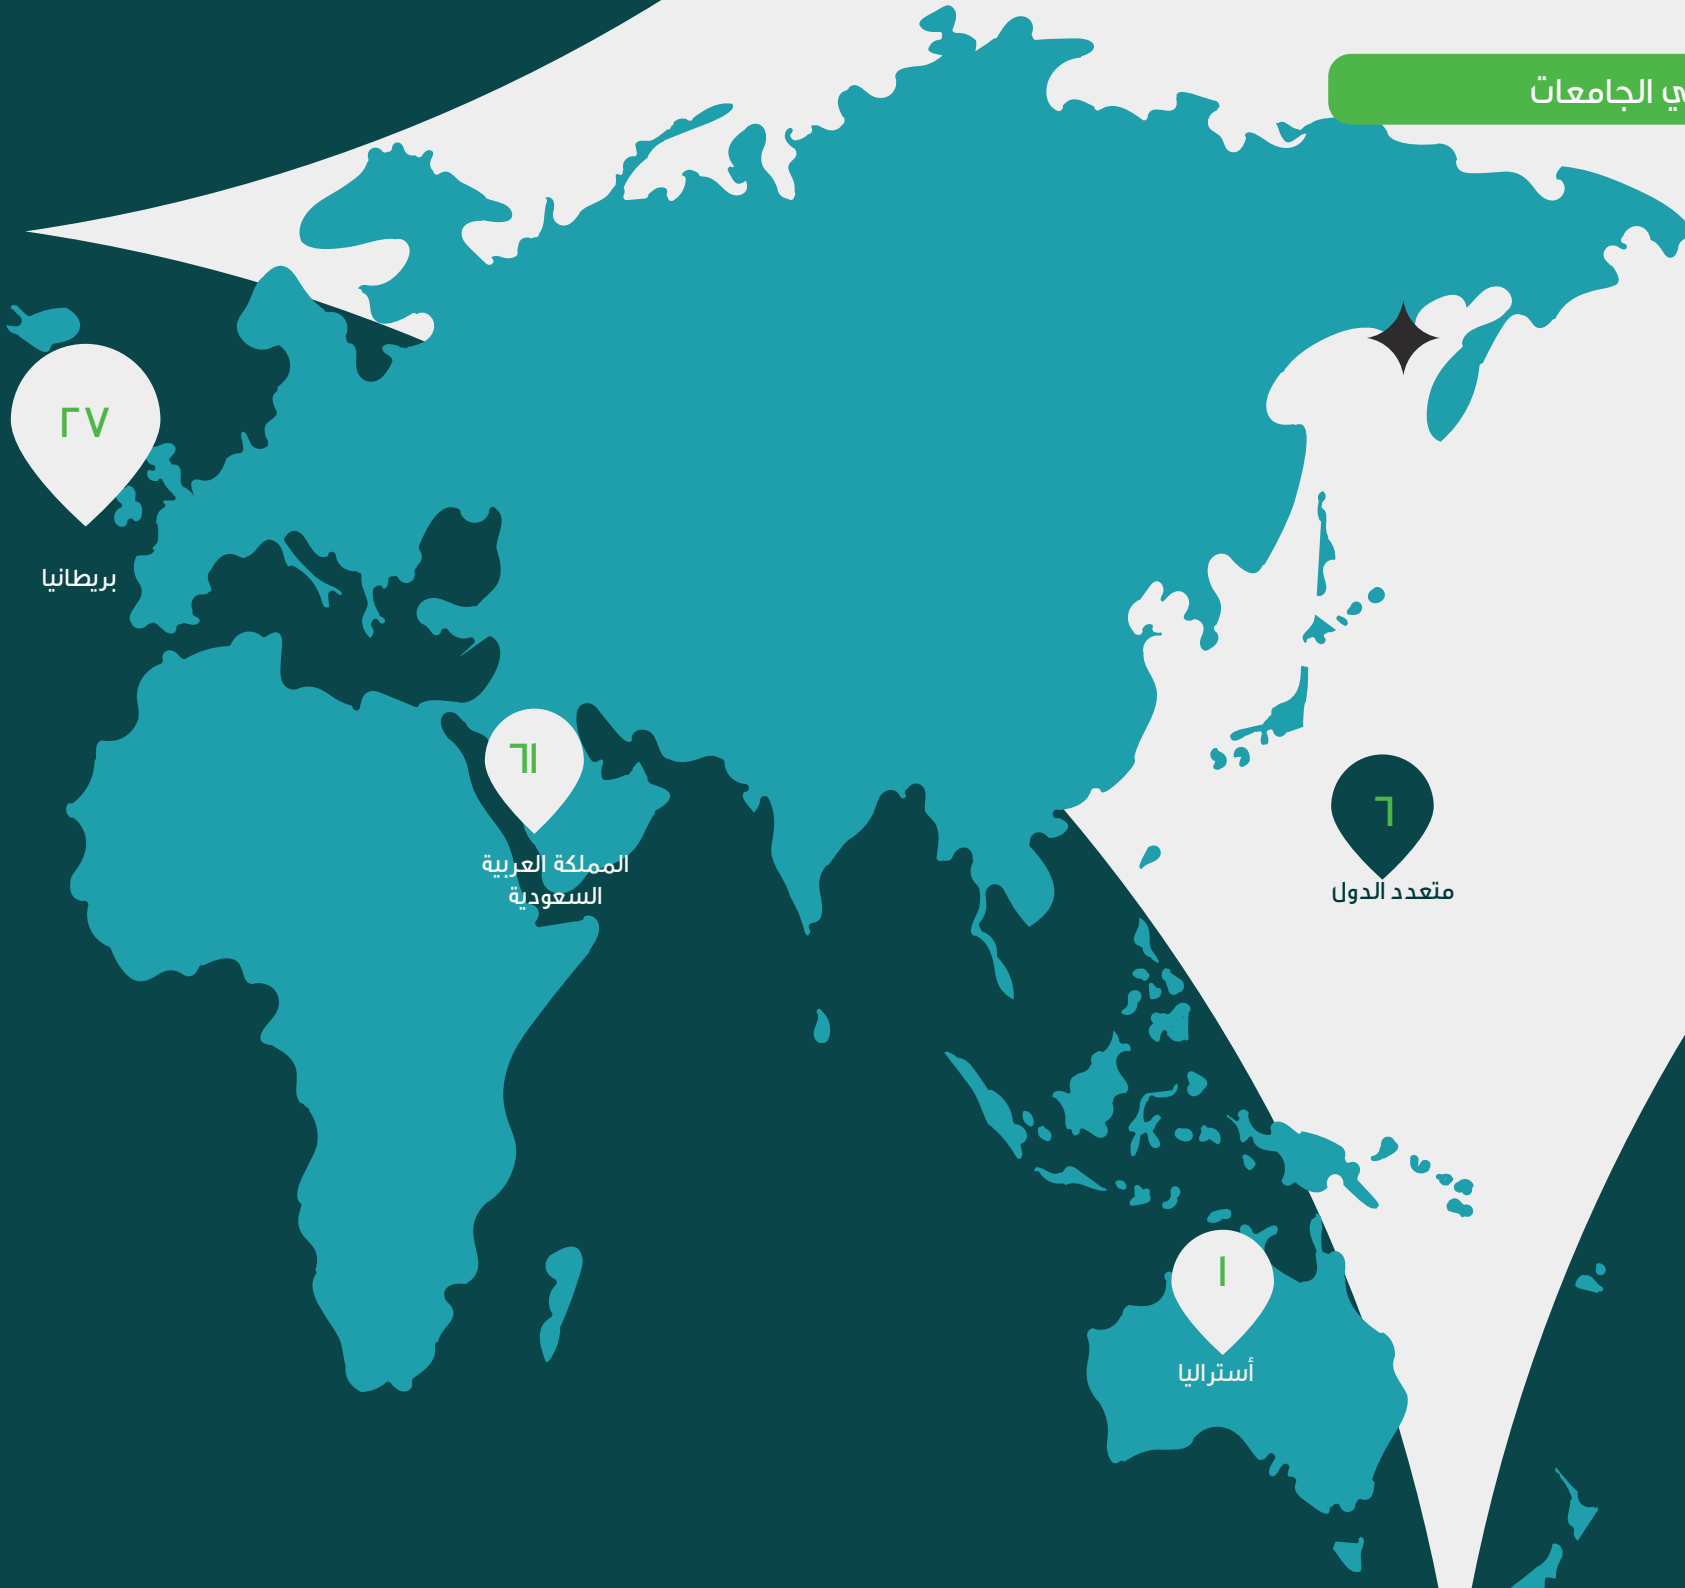 ي الجامعات
٢٧
بريطانيا
٦١
المملكة العربية
السعودية
٦
متعدد الدول
١
أستراليا